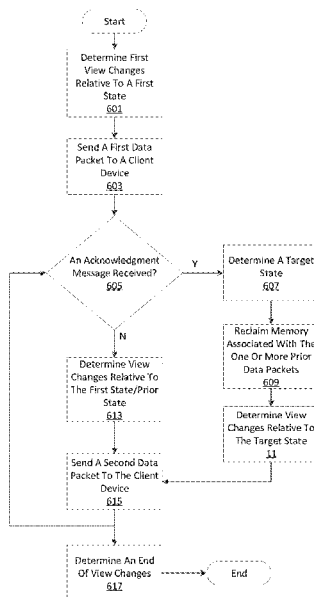 Start
Determine First
View Changes
Relative To A First
State
601
Send A First Data
Packet To A Client
Device
603
An Acknowledgment
Message Received?
605
Y
N
Determine A Target
State
607
Reclaim Memory
Associated With The
One Or More Prior
Data Packets
609
Determine View
Changes Relative To
The Target State
11
Determine View
Changes Relative To
The First State/Prior
State
613
Send A Second Data
Packet To The Client
Device
615
Determine An End
Of View Changes
617
End